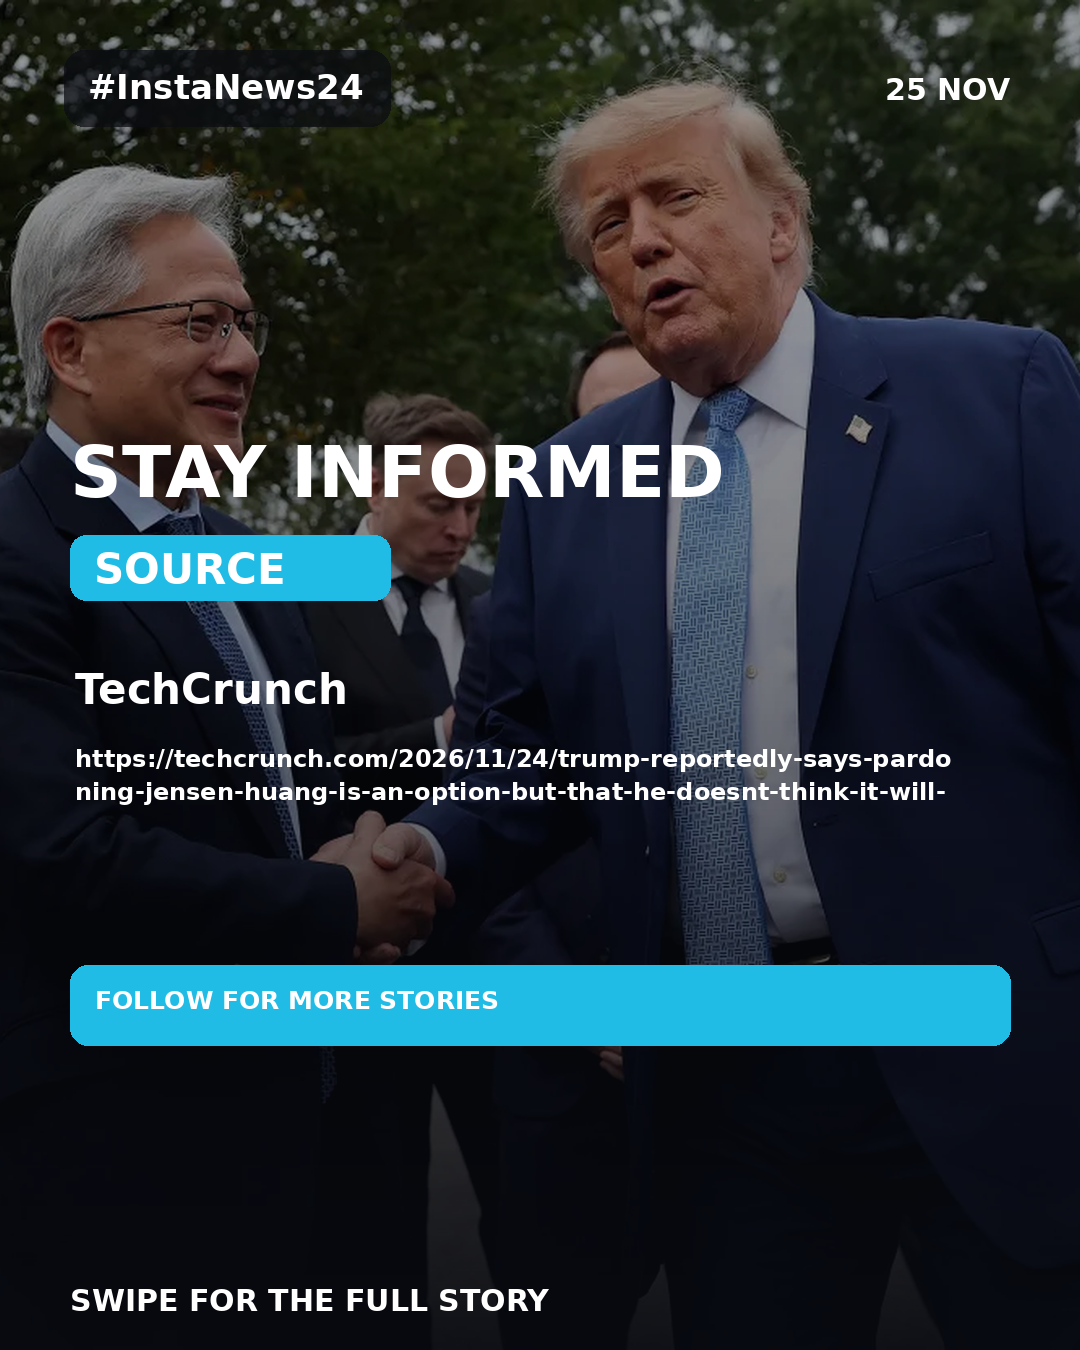 #InstaNews24
25 NOV
STAY INFORMED
SOURCE
TechCrunch
https://techcrunch.com/2026/11/24/trump-reportedly-says-pardo
ning-jensen-huang-is-an-option-but-that-he-doesnt-think-it-will-
FOLLOW FOR MORE STORIES
SWIPE FOR THE FULL STORY